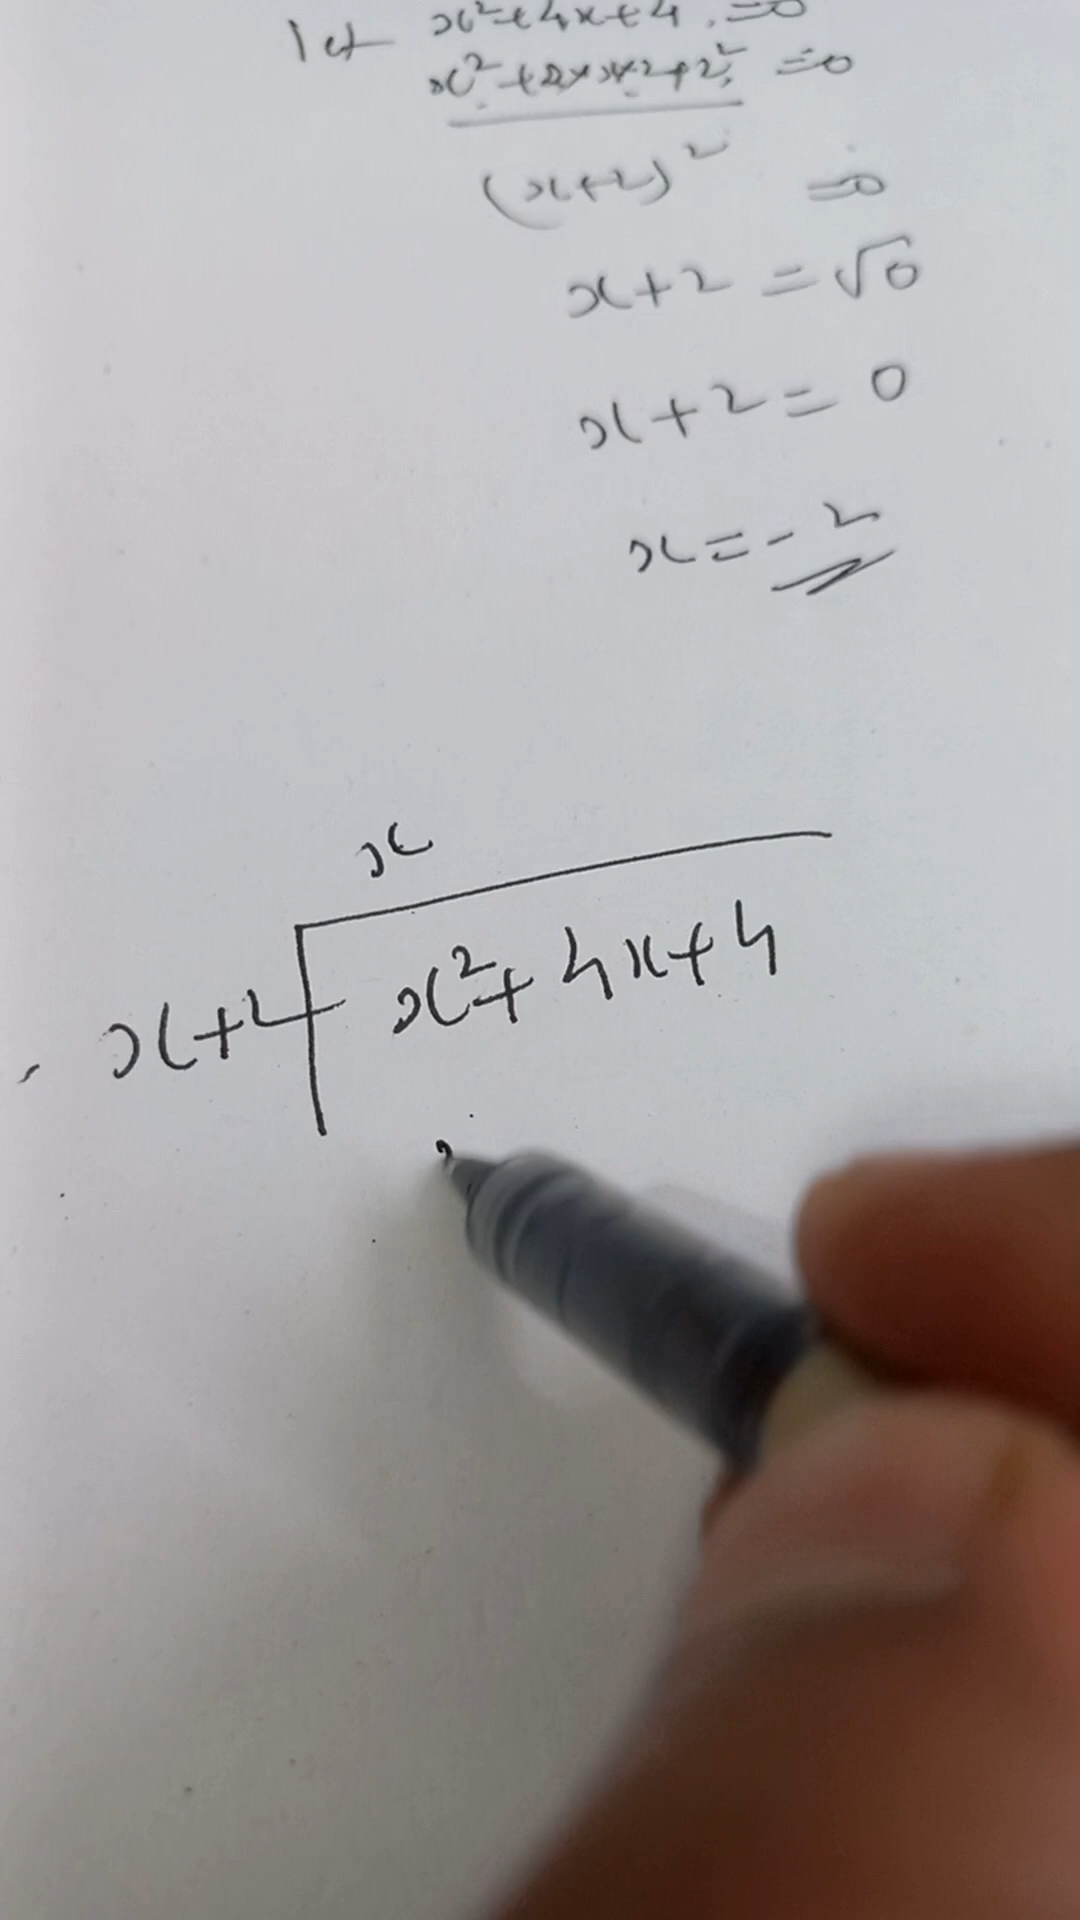 let x²+4x+4 =0
x²+2×x×2+2² =0
(x+2)² =0
x+2 =√0
x+2= 0
x=-2
x
x+2 x²+4x+4